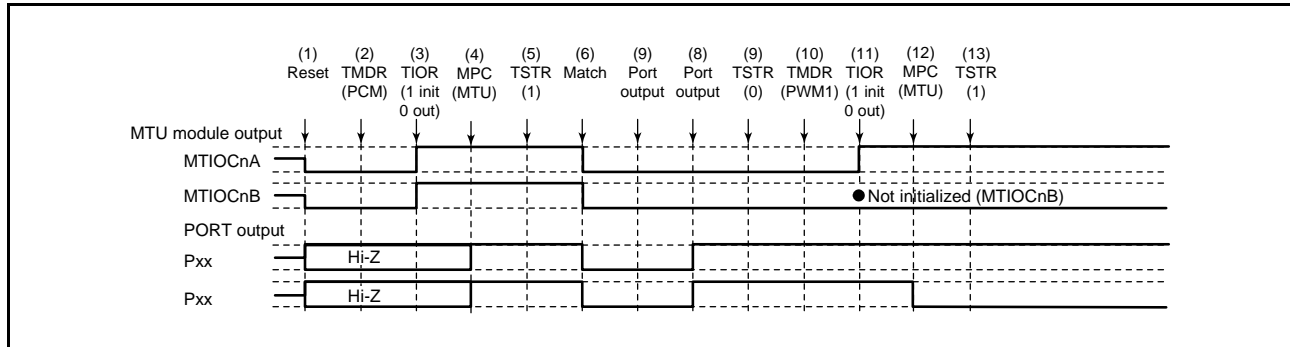 (1) (2) (3) (4) (5) (6) (9) (8) (9) (10) (11) (12) (13)
Reset TMDR TIOR MPC TSTR Match Port Port TSTR TMDR TIOR MPC TSTR
(PCM) (1 init (MTU) (1) output output (0) (PWM1) (1 init (MTU) (1)
0 out) 0 out)
MTU module output
MTIOCnA
MTIOCnB Not initialized (MTIOCnB)
PORT output
Pxx Hi-Z
Pxx Hi-Z